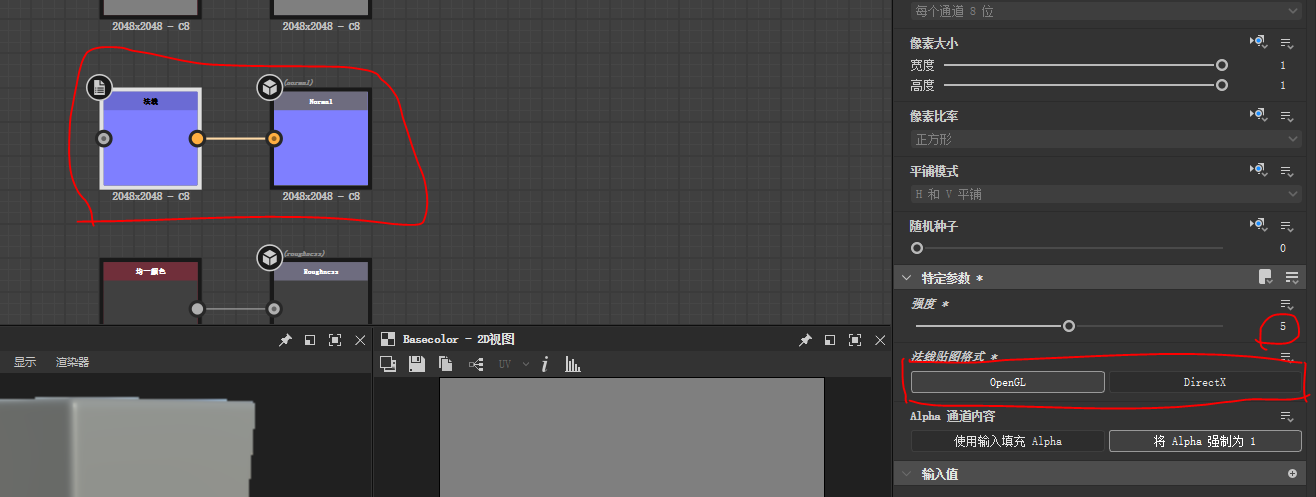 2048x2048 - C8
2048x2048 - C8
(normal)
法线
Normal
2048x2048 - C8
2048x2048 - C8
(roughness)
均一颜色
Roughness
显示
渲染器
Basecolor - 2D视图
UV
i
每个通道 8 位
像素大小
宽度
1
高度
1
像素比率
正方形
平铺模式
H 和 V 平铺
随机种子
0
特定参数 *
强度 *
5
法线贴图格式 *
OpenGL
DirectX
Alpha 通道内容
使用输入填充 Alpha
将 Alpha 强制为 1
输入值